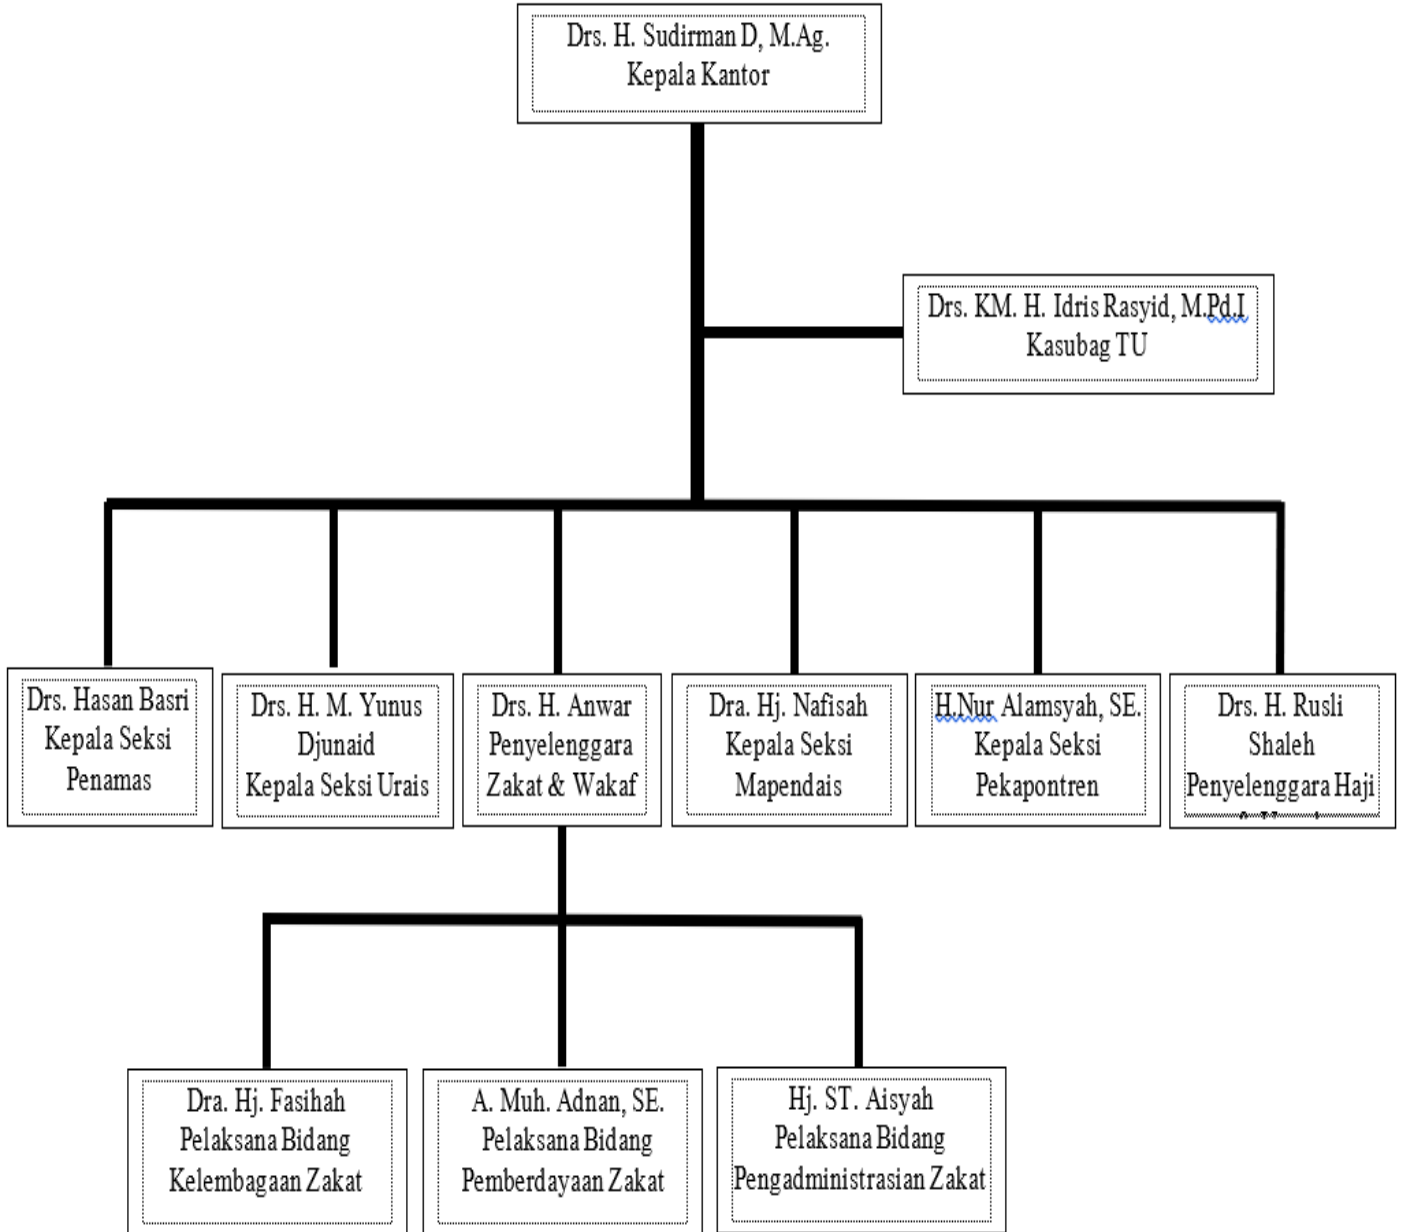 Drs. H. Sudirman D, M.Ag.
Kepala Kantor
Drs. KM. H. Idris Rasyid, M.Pd.I
Kasubag TU
Drs. Hasan Basri
Kepala Seksi
Penamas
Drs. H. M. Yunus
Djunaid
Kepala Seksi Urais
Drs. H. Anwar
Penyelenggara
Zakat & Wakaf
Dra. Hj. Nafisah
Kepala Seksi
Mapendais
H.Nur Alamsyah, SE.
Kepala Seksi
Pekapontren
Drs. H. Rusli
Shaleh
Penyelenggara Haji
Dra. Hj. Fasihah
Pelaksana Bidang
Kelembagaan Zakat
A. Muh. Adnan, SE.
Pelaksana Bidang
Pemberdayaan Zakat
Hj. ST. Aisyah
Pelaksana Bidang
Pengadministrasian Zakat